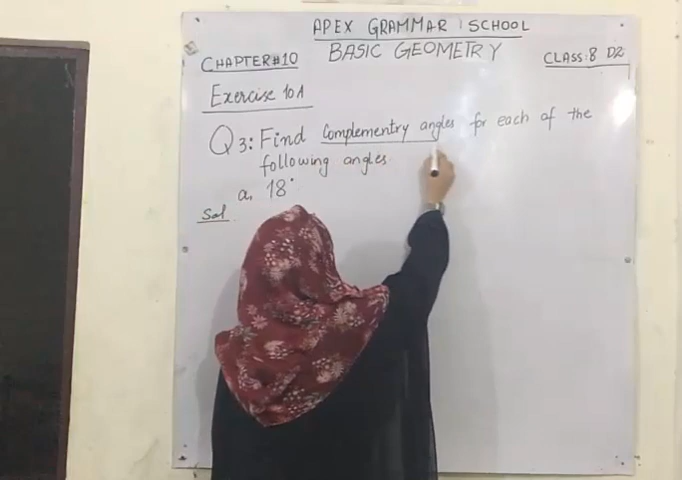 APEX GRAMMAR SCHOOL
BASIC GEOMETRY
CHAPTER#10
CLASS:8 D2
Exercise 10A
Q3: Find Complementry angles for each of the
following angles
a, 18°
Sol